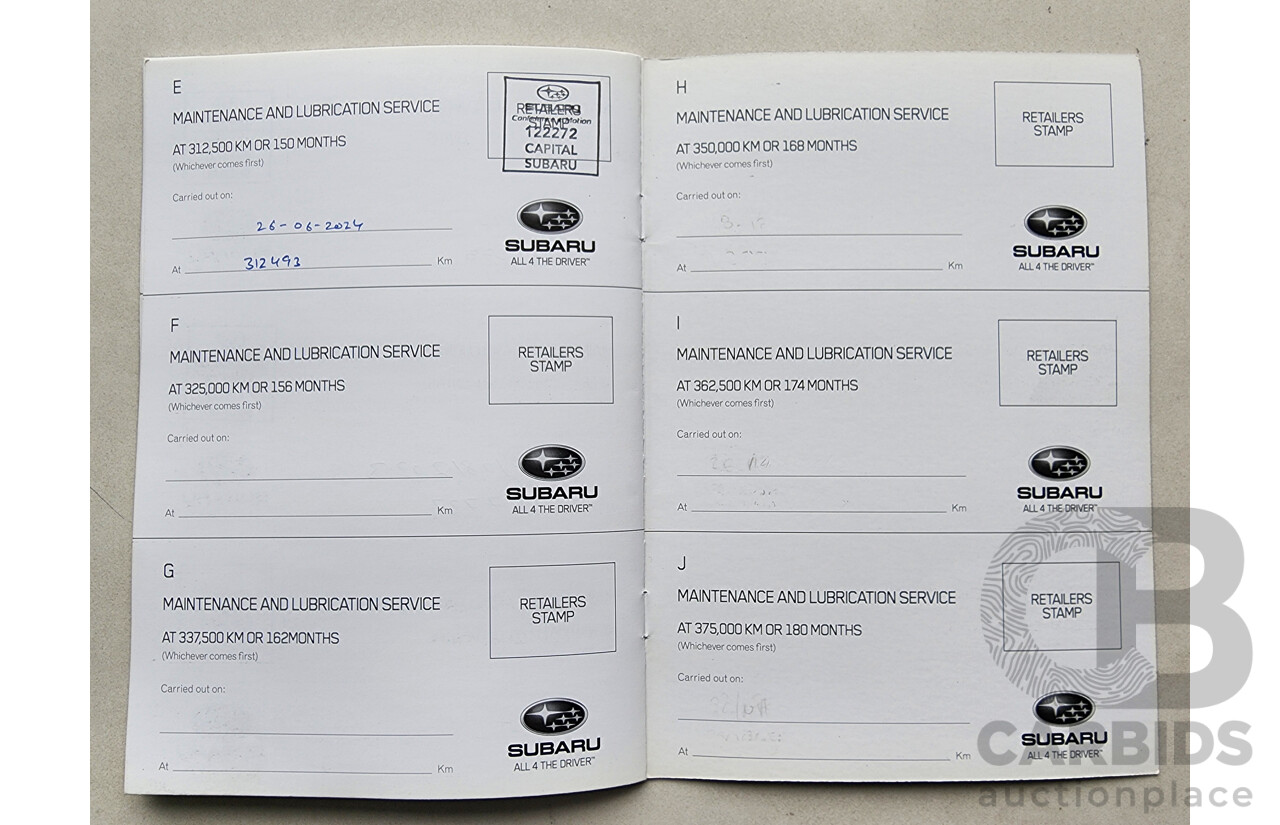 E
MAINTENANCE AND LUBRICATION SERVICE
AT 312,500 KM OR 150 MONTHS
(Whichever comes first)
Carried out on:
26-06-2024
At 312493 Km
RETAILERS
STAMP
122272
CAPITAL
SUBARU
SUBARU
ALL 4 THE DRIVER™
F
MAINTENANCE AND LUBRICATION SERVICE
AT 325,000 KM OR 156 MONTHS
(Whichever comes first)
Carried out on:
At Km
RETAILERS
STAMP
SUBARU
ALL 4 THE DRIVER™
G
MAINTENANCE AND LUBRICATION SERVICE
AT 337,500 KM OR 162MONTHS
(Whichever comes first)
Carried out on:
At Km
RETAILERS
STAMP
SUBARU
ALL 4 THE DRIVER™
H
MAINTENANCE AND LUBRICATION SERVICE
AT 350,000 KM OR 168 MONTHS
(Whichever comes first)
Carried out on:
At Km
RETAILERS
STAMP
SUBARU
ALL 4 THE DRIVER™
I
MAINTENANCE AND LUBRICATION SERVICE
AT 362,500 KM OR 174 MONTHS
(Whichever comes first)
Carried out on:
At Km
RETAILERS
STAMP
SUBARU
ALL 4 THE DRIVER™
J
MAINTENANCE AND LUBRICATION SERVICE
AT 375,000 KM OR 180 MONTHS
(Whichever comes first)
Carried out on:
At Km
RETAILERS
STAMP
SUBARU
ALL 4 THE DRIVER™
CARBIDS
auctionplace